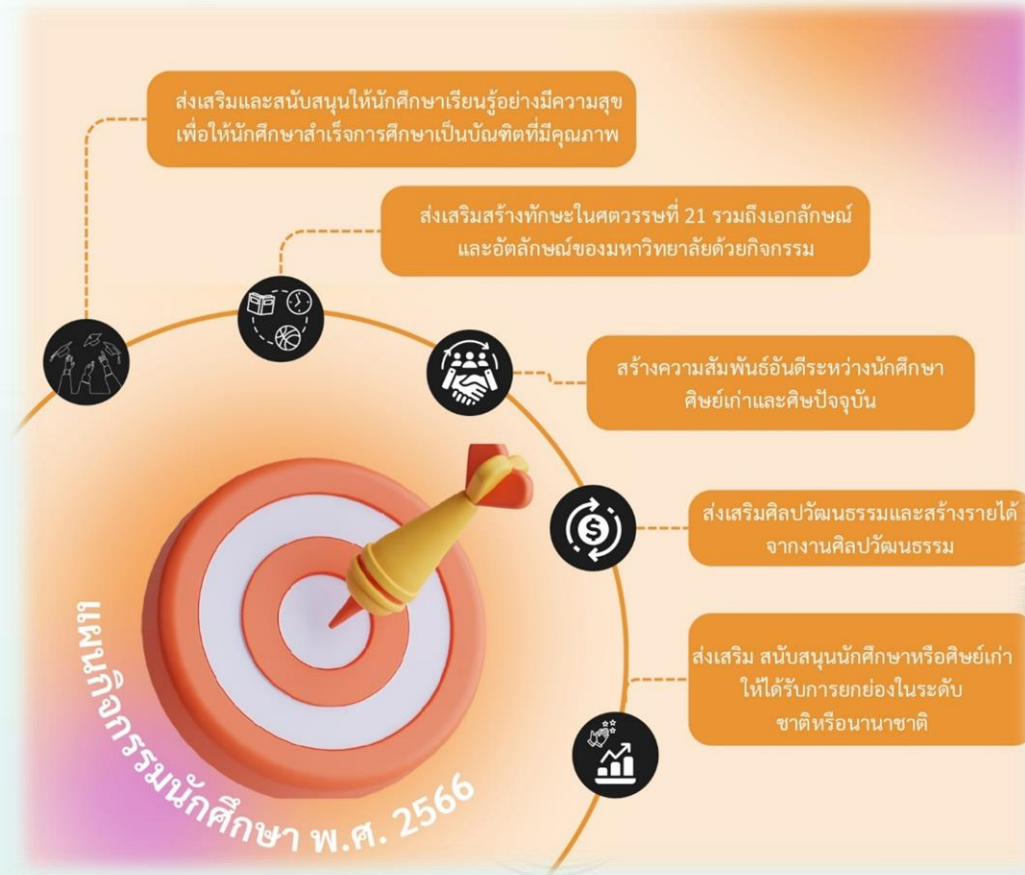 ส่งเสริมและสนับสนุนให้นักศึกษาเรียนรู้อย่างมีความสุข
เพื่อให้นักศึกษาสำเร็จการศึกษาเป็นบัณฑิตที่มีคุณภาพ
ส่งเสริมสร้างทักษะในศตวรรษที่ 21 รวมถึงเอกลักษณ์
และอัตลักษณ์ของมหาวิทยาลัยด้วยกิจกรรม
สร้างความสัมพันธ์อันดีระหว่างนักศึกษา
ศิษย์เก่าและศิษปัจจุบัน
ส่งเสริมศิลปวัฒนธรรมและสร้างรายได้
จากงานศิลปวัฒนธรรม
ส่งเสริม สนับสนุนนักศึกษาหรือศิษย์เก่า
ให้ได้รับการยกย่องในระดับ
ชาติหรือนานาชาติ
แผนกิจกรรมนักศึกษา พ.ศ. 2566